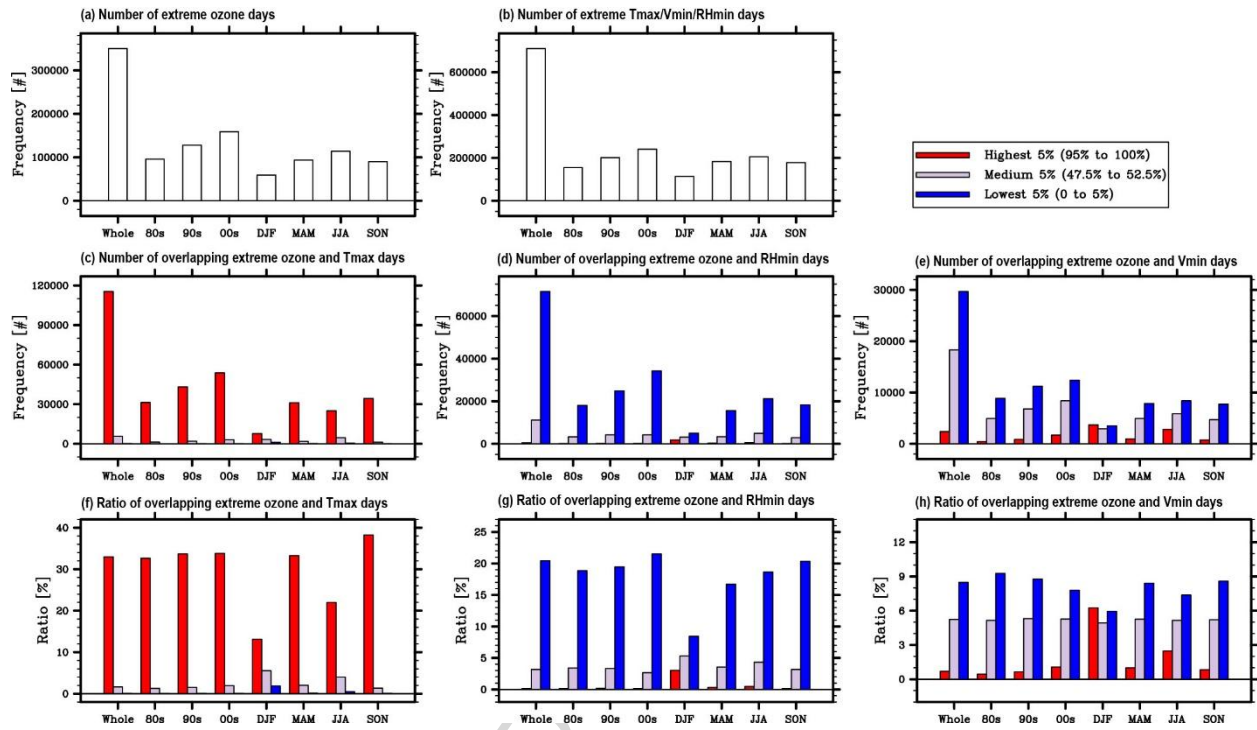 (a) Number of extreme ozone days
(b) Number of extreme Tmax/Vmin/RHmin days
Frequency [#]
300000
200000
100000
0
Whole 80s 90s 00s DJF MAM JJA SON
Frequency [#]
600000
400000
200000
0
Whole 80s 90s 00s DJF MAM JJA SON
Highest 5% (95% to 100%)
Medium 5% (47.5% to 52.5%)
Lowest 5% (0 to 5%)
(c) Number of overlapping extreme ozone and Tmax days
(d) Number of overlapping extreme ozone and RHmin days
(e) Number of overlapping extreme ozone and Vmin days
Frequency [#]
120000
90000
60000
30000
0
Whole 80s 90s 00s DJF MAM JJA SON
Frequency [#]
60000
40000
20000
0
Whole 80s 90s 00s DJF MAM JJA SON
Frequency [#]
30000
20000
10000
0
Whole 80s 90s 00s DJF MAM JJA SON
(f) Ratio of overlapping extreme ozone and Tmax days
(g) Ratio of overlapping extreme ozone and RHmin days
(h) Ratio of overlapping extreme ozone and Vmin days
Ratio [%]
40
30
20
10
0
Whole 80s 90s 00s DJF MAM JJA SON
Ratio [%]
25
20
15
10
5
0
Whole 80s 90s 00s DJF MAM JJA SON
Ratio [%]
12
9
6
3
0
Whole 80s 90s 00s DJF MAM JJA SON